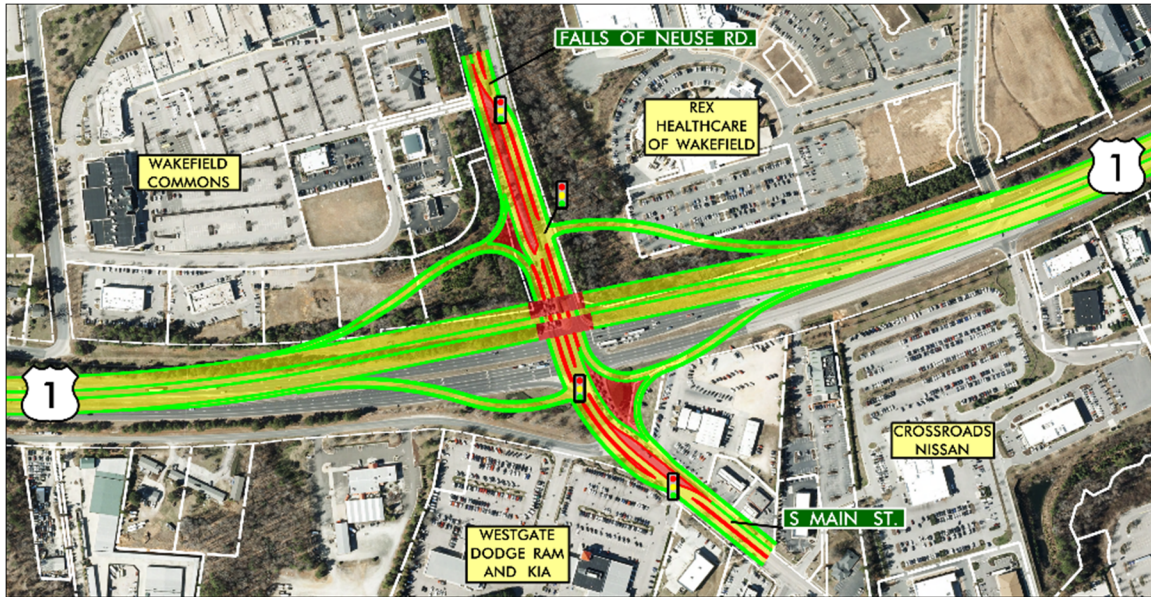 FALLS OF NEUSE RD.
REX
HEALTHCARE
OF WAKEFIELD
WAKEFIELD
COMMONS
1
1
CROSSROADS
NISSAN
S MAIN ST.
WESTGATE
DODGE RAM
AND KIA